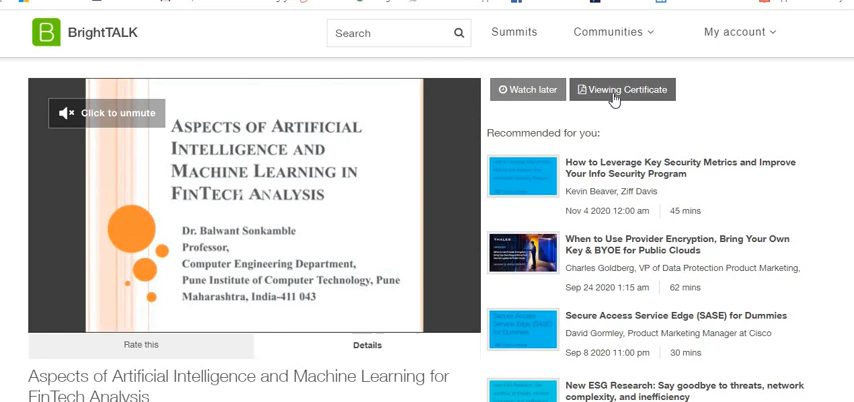 BrightTALK
Search
Summits
Communities
My account
Click to unmute
ASPECTS OF ARTIFICIAL
INTELLIGENCE AND
MACHINE LEARNING IN
FINTECH ANALYSIS
Dr. Balwant Sonkamble
Professor,
Computer Engineering Department,
Pune Institute of Computer Technology, Pune
Maharashtra, India-411 043
Rate this
Details
Aspects of Artificial Intelligence and Machine Learning for
FinTech Analysis
Watch later
Viewing Certificate
Recommended for you:
How to Leverage Key Security Metrics and Improve
Your Info Security Program
Kevin Beaver, Ziff Davis
Nov 4 2020 12:00 am
45 mins
THALES
When to Use Provider Encryption, Bring Your Own
Key & BYOE for Public Clouds
Charles Goldberg, VP of Data Protection Product Marketing,
Sep 24 2020 1:15 am
62 mins
Secure Access Service Edge (SASE) for Dummies
David Gormley, Product Marketing Manager at Cisco
Sep 8 2020 11:00 pm
30 mins
New ESG Research: Say goodbye to threats, network
complexity, and inefficiency